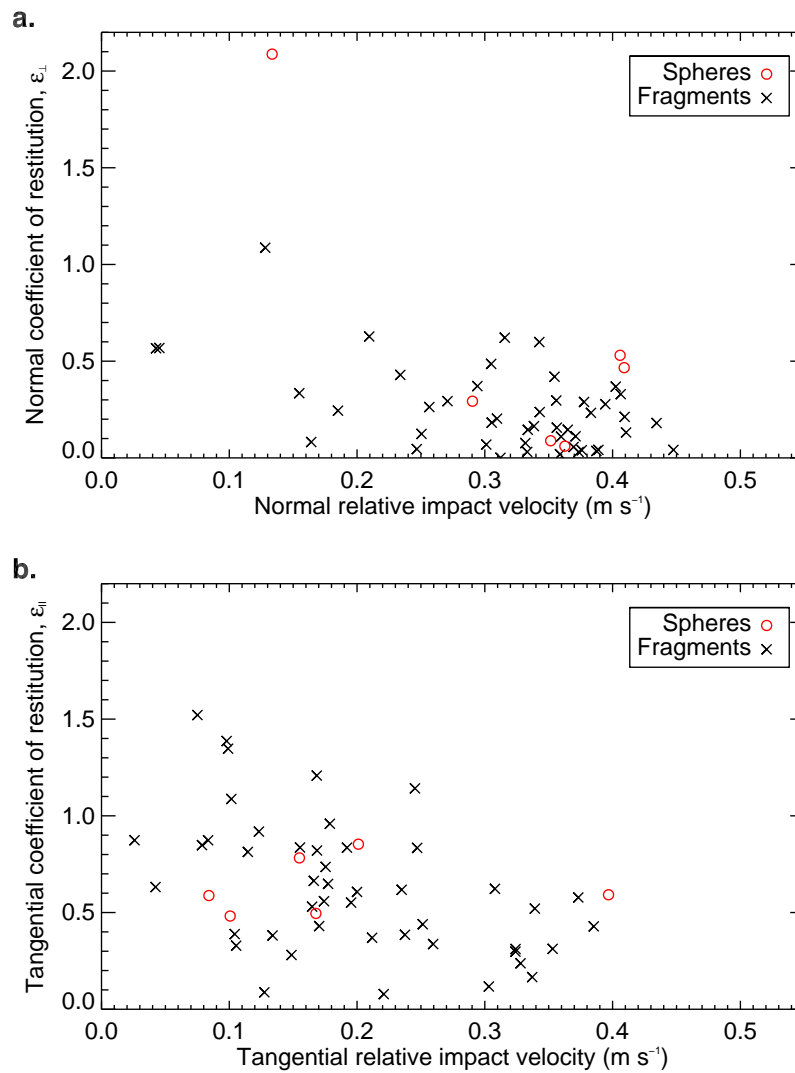 a.
Normal coefficient of restitution, ε⊥
2.0
1.5
1.0
0.5
0.0
Spheres
Fragments
0.0 0.1 0.2 0.3 0.4 0.5
Normal relative impact velocity (m s⁻¹)
b.
Tangential coefficient of restitution, ε||
2.0
1.5
1.0
0.5
0.0
Spheres
Fragments
0.0 0.1 0.2 0.3 0.4 0.5
Tangential relative impact velocity (m s⁻¹)